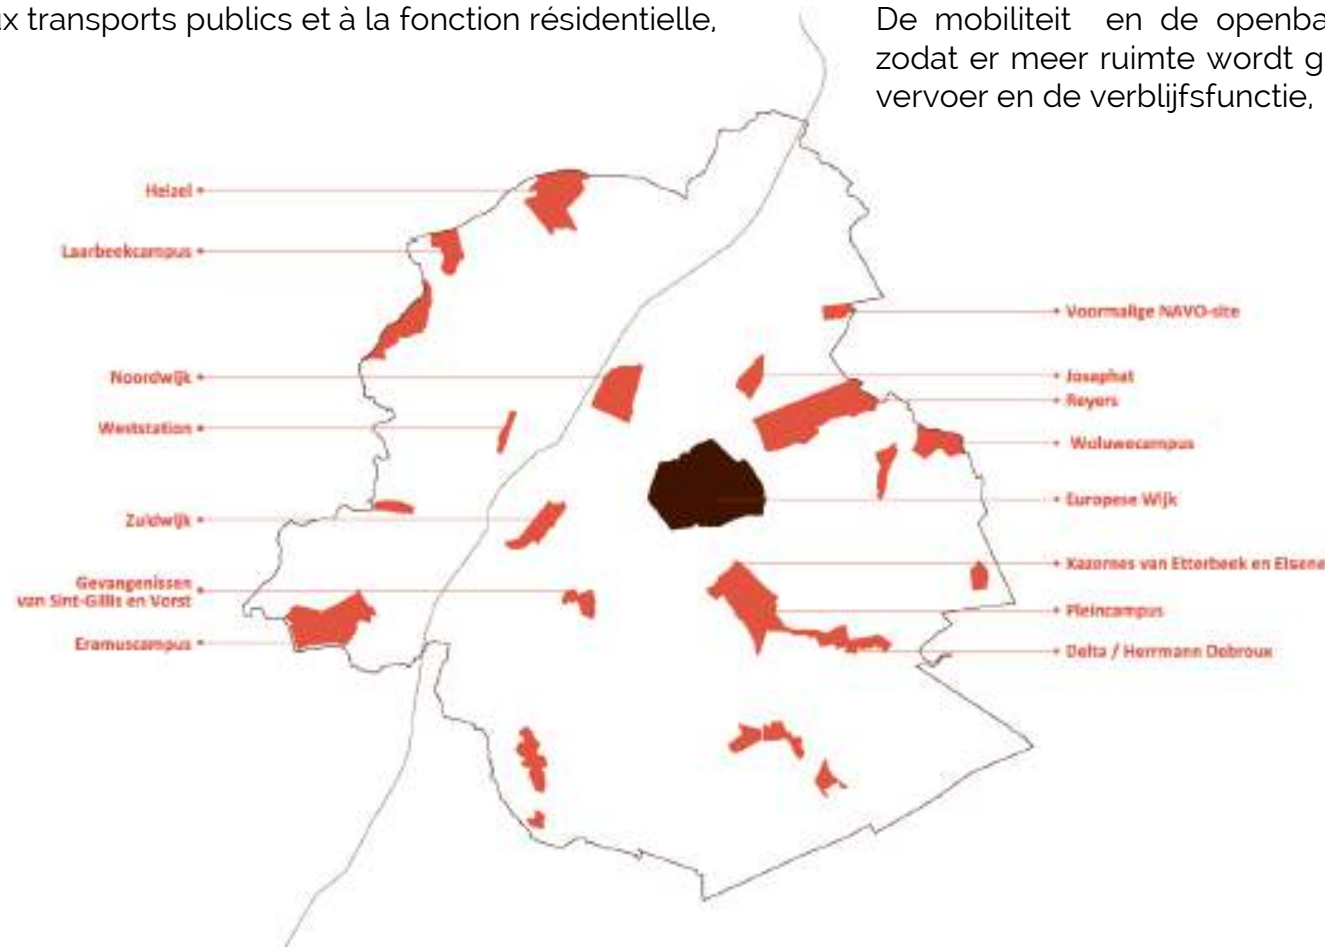 ux transports publics et à la fonction résidentielle,
De mobiliteit en de openba
zodat er meer ruimte wordt g
vervoer en de verblijfsfunctie,
Heizel
Laarbeekcampus
Noordwijk
Weststation
Zuidwijk
Gevangenissen
van Sint-Gillis en Vorst
Eramuscampus
Voormalige NAVO-site
Josaphat
Reyers
Woluwecampus
Europese Wijk
Kazernes van Etterbeek en Elsene
Pleincampus
Delta / Herrmann Debroux